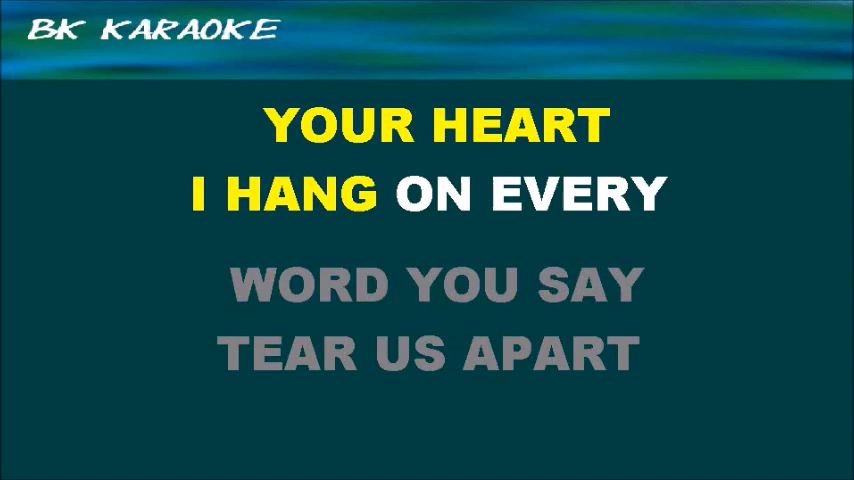 BK KARAOKE
YOUR HEART
I HANG ON EVERY
WORD YOU SAY
TEAR US APART